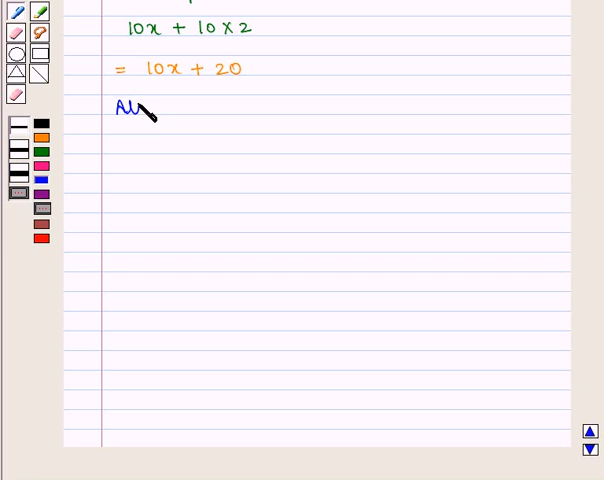 10x + 10 × 2
= 10x + 20